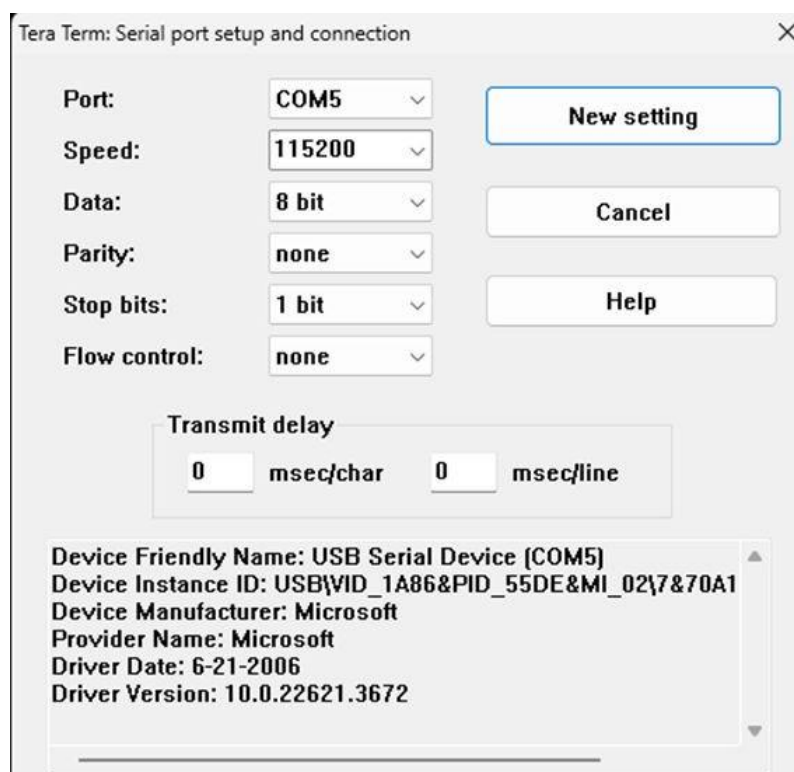 Tera Term: Serial port setup and connection
Port: COM5
New setting
Speed: 115200
Data: 8 bit
Cancel
Parity: none
Stop bits: 1 bit
Help
Flow control: none
Transmit delay
0 msec/char 0 msec/line
Device Friendly Name: USB Serial Device (COM5)
Device Instance ID: USB\VID_1A86&PID_55DE&MI_02\7&70A1
Device Manufacturer: Microsoft
Provider Name: Microsoft
Driver Date: 6-21-2006
Driver Version: 10.0.22621.3672